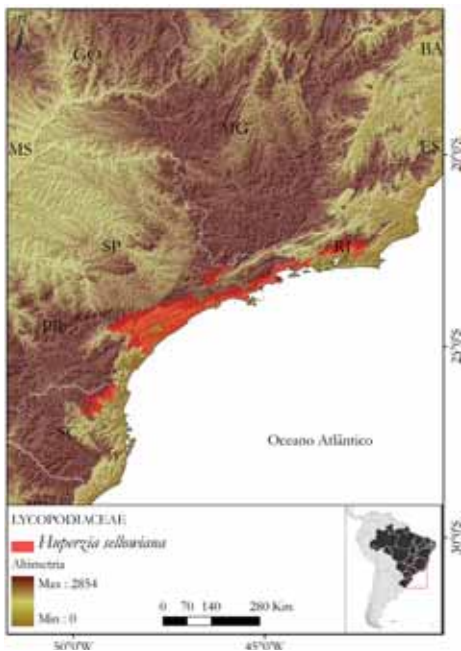 GO
BA
MG
MS
ES
20°0'S
SP
RJ
PR
25°0'S
SC
Oceano Atlântico
LYCOPODIACEAE
Huperzia sellowiana
Altimetria
Max : 2854
Min : 0
0 70 140 280 Km
30°0'S
50°0'W
45°0'W